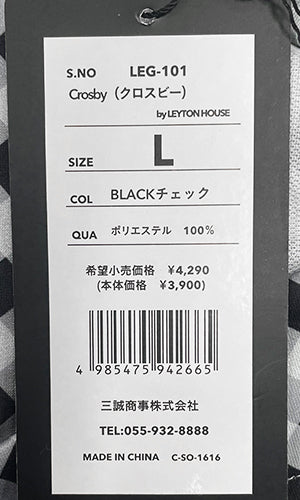 S.NO LEG-101
Crosby（クロスビー）
by LEYTON HOUSE
SIZE L
COL BLACKチェック
QUA ポリエステル 100%
希望小売価格 ¥4,290
(本体価格 ¥3,900)
4 985475 942665
三誠商事株式会社
TEL:055-932-8888
MADE IN CHINA C-SO-1616